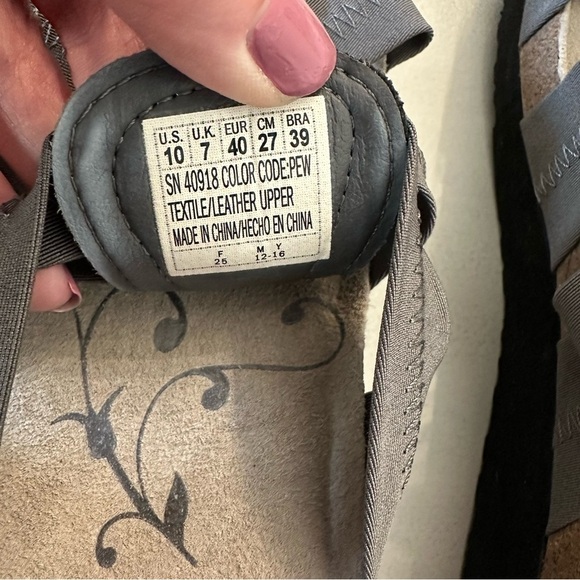 U.S. U.K. EUR CM BRA
10 7 40 27 39
SN 40918 COLOR CODE:PEW
TEXTILE/LEATHER UPPER
MADE IN CHINA/HECHO EN CHINA
F M Y
25 12-16